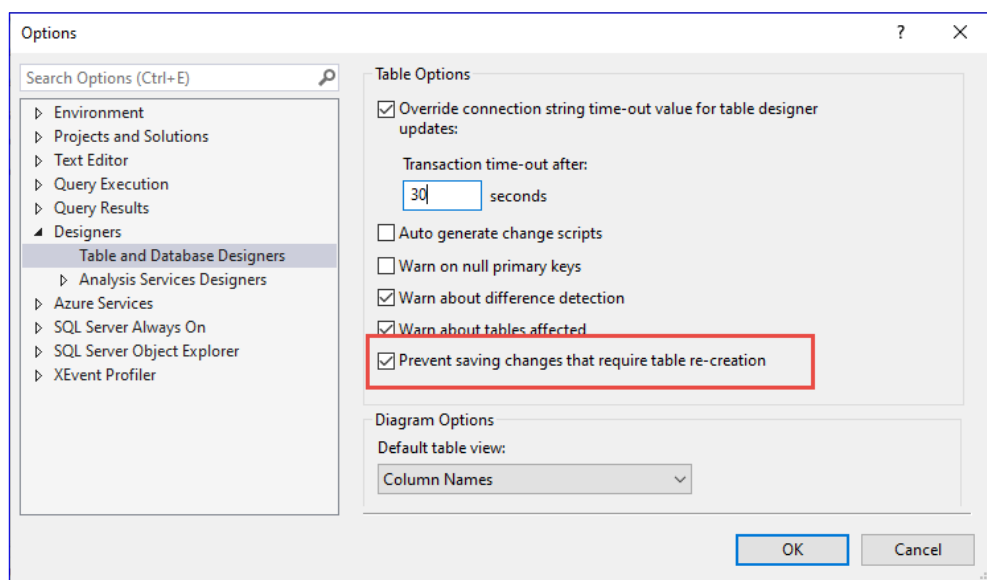 Options
?
Search Options (Ctrl+E)
Environment
Projects and Solutions
Text Editor
Query Execution
Query Results
Designers
Table and Database Designers
Analysis Services Designers
Azure Services
SQL Server Always On
SQL Server Object Explorer
XEvent Profiler
Table Options
Override connection string time-out value for table designer
updates:
Transaction time-out after:
30 seconds
Auto generate change scripts
Warn on null primary keys
Warn about difference detection
Warn about tables affected
Prevent saving changes that require table re-creation
Diagram Options
Default table view:
Column Names
OK Cancel